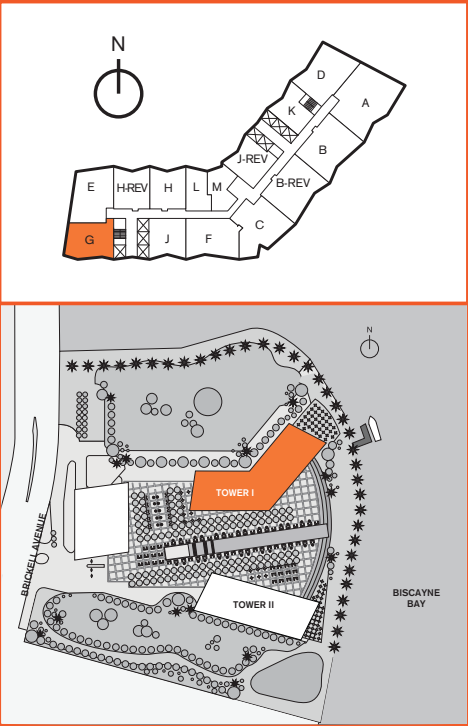 N
D
A
K
B
J-REV
B-REV
E
H-REV
H
L
M
C
G
J
F
N
TOWER I
BRICKELL AVENUE
TOWER II
BISCAYNE
BAY